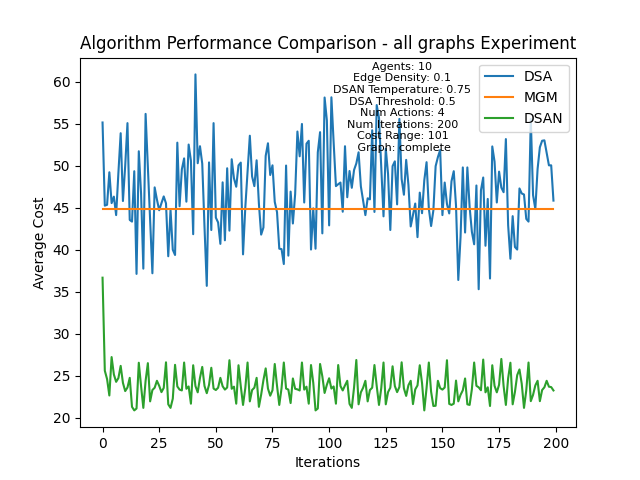 Algorithm Performance Comparison - all graphs Experiment
Agents: 10
Edge Density: 0.1
DSAN Temperature: 0.75
DSA Threshold: 0.5
Num Actions: 4
Num Iterations: 200
Cost Range: 101
Graph: complete
DSA
MGM
DSAN
Average Cost
60
55
50
45
40
35
30
25
20
0
25
50
75
100
125
150
175
200
Iterations